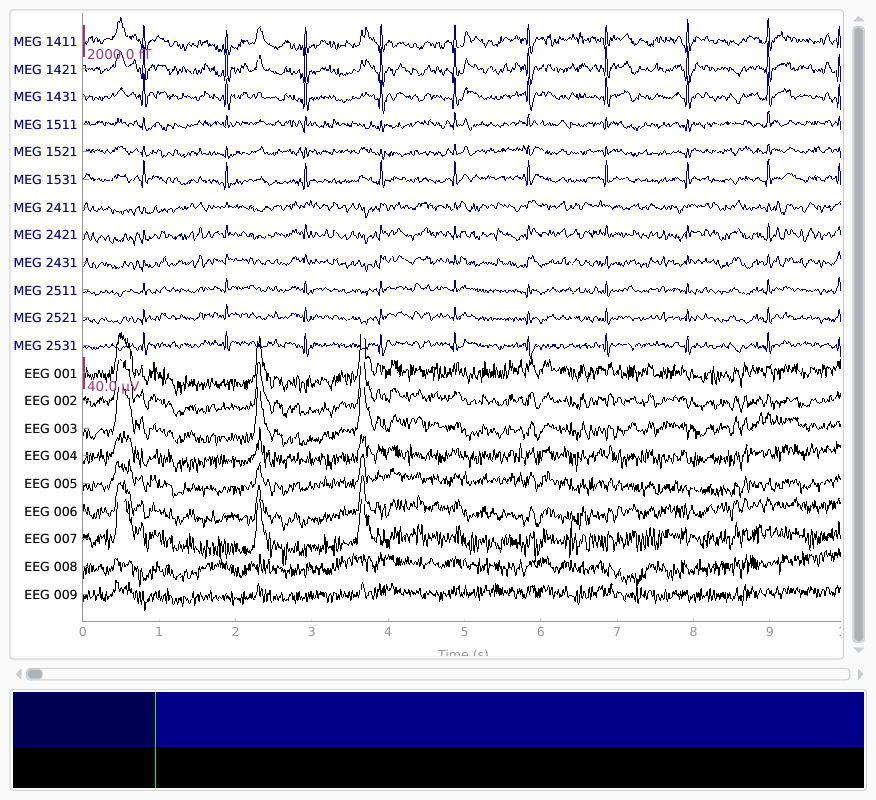 MEG 1411
2000.0 fT
MEG 1421
MEG 1431
MEG 1511
MEG 1521
MEG 1531
MEG 2411
MEG 2421
MEG 2431
MEG 2511
MEG 2521
MEG 2531
EEG 001
40.0 µV
EEG 002
EEG 003
EEG 004
EEG 005
EEG 006
EEG 007
EEG 008
EEG 009
0 1 2 3 4 5 6 7 8 9
Time (s)